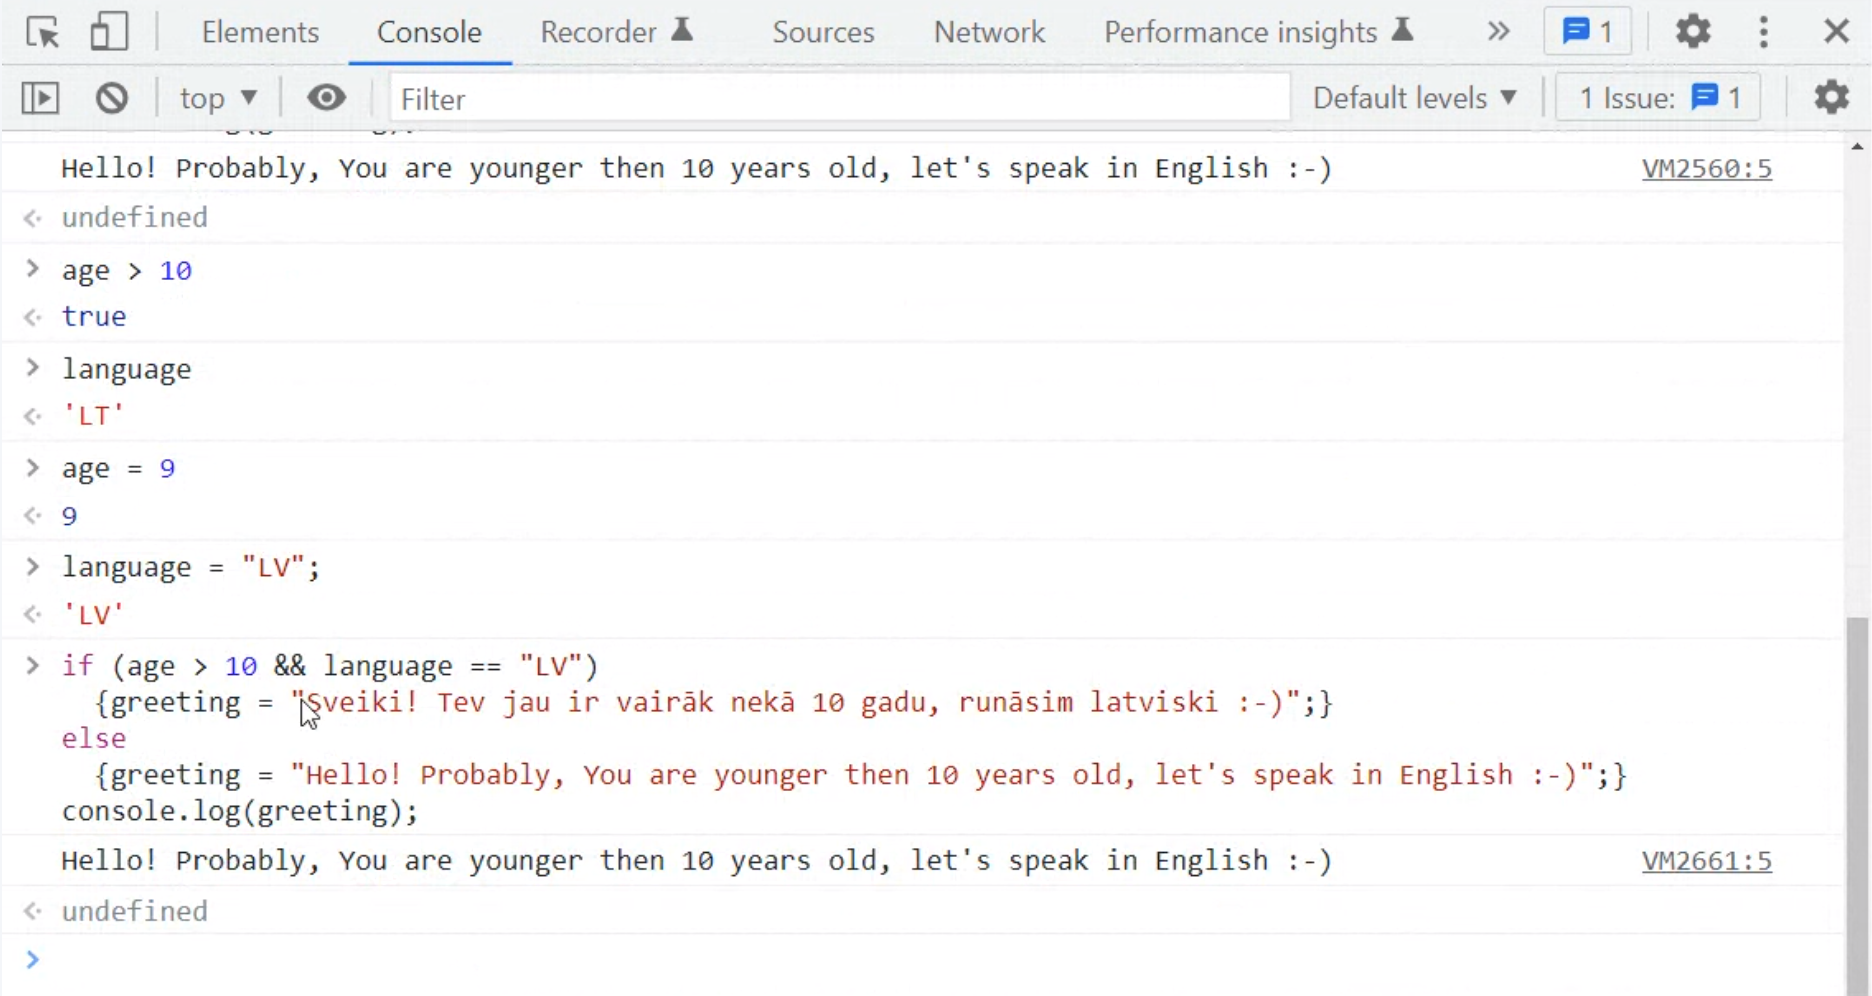 Elements Console Recorder Sources Network Performance insights 1
top Filter Default levels 1 Issue: 1
Hello! Probably, You are younger then 10 years old, let's speak in English :-) VM2560:5
undefined
age > 10
true
language
'LT'
age = 9
9
language = "LV";
'LV'
if (age > 10 && language == "LV")
{greeting = "Sveiki! Tev jau ir vairāk nekā 10 gadu, runāsim latviski :-)";}
else
{greeting = "Hello! Probably, You are younger then 10 years old, let's speak in English :-)";}
console.log(greeting);
Hello! Probably, You are younger then 10 years old, let's speak in English :-) VM2661:5
undefined